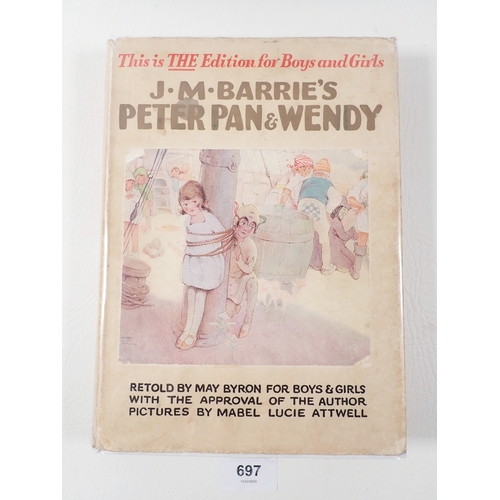 This is THE Edition for Boys and Girls
J·M·BARRIE'S
PETER PAN & WENDY
RETOLD BY MAY BYRON FOR BOYS & GIRLS
WITH THE APPROVAL OF THE AUTHOR
PICTURES BY MABEL LUCIE ATTWELL
697